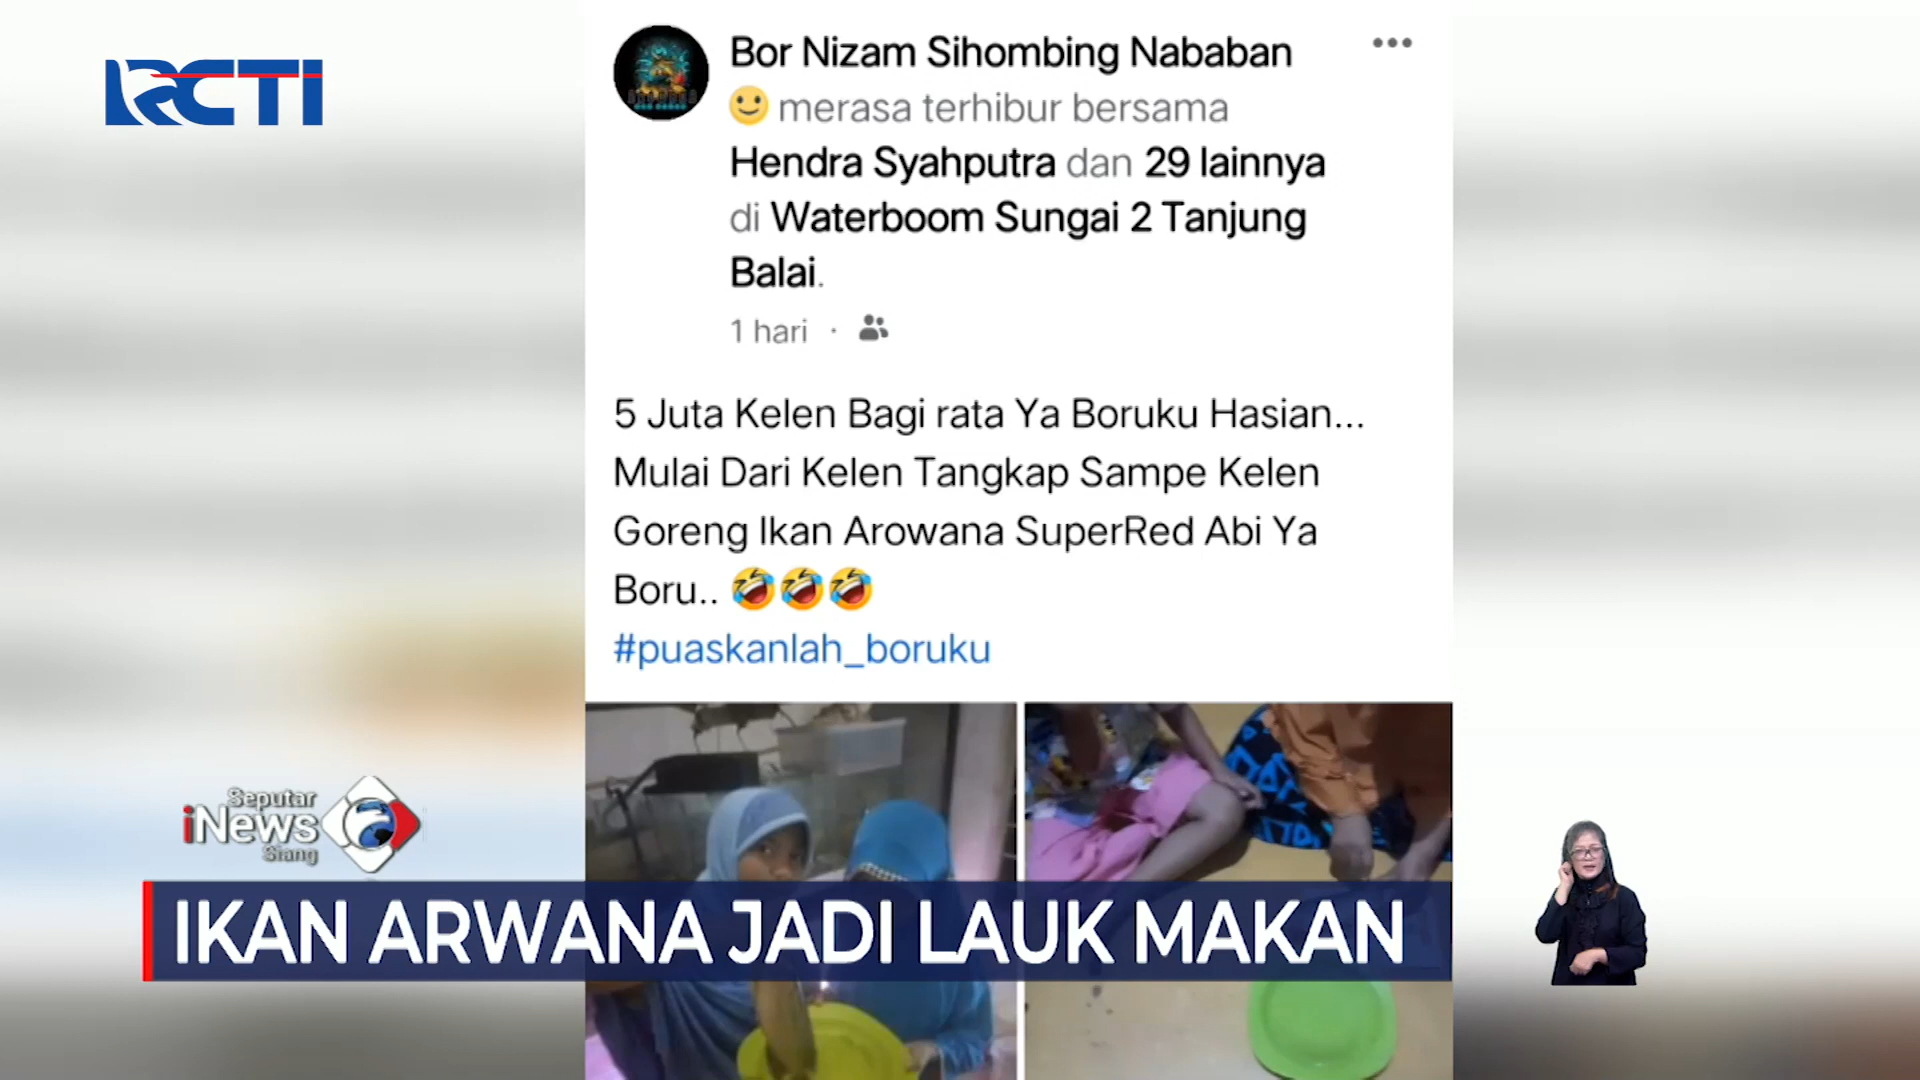 RCTI
Bor Nizam Sihombing Nababan
merasa terhibur bersama
Hendra Syahputra dan 29 lainnya
di Waterboom Sungai 2 Tanjung
Balai.
1 hari ·
5 Juta Kelen Bagi rata Ya Boruku Hasian...
Mulai Dari Kelen Tangkap Sampe Kelen
Goreng Ikan Arowana SuperRed Abi Ya
Boru.. 🤣🤣🤣
#puaskanlah_boruku
Seputar
iNews
Siang
IKAN ARWANA JADI LAUK MAKAN